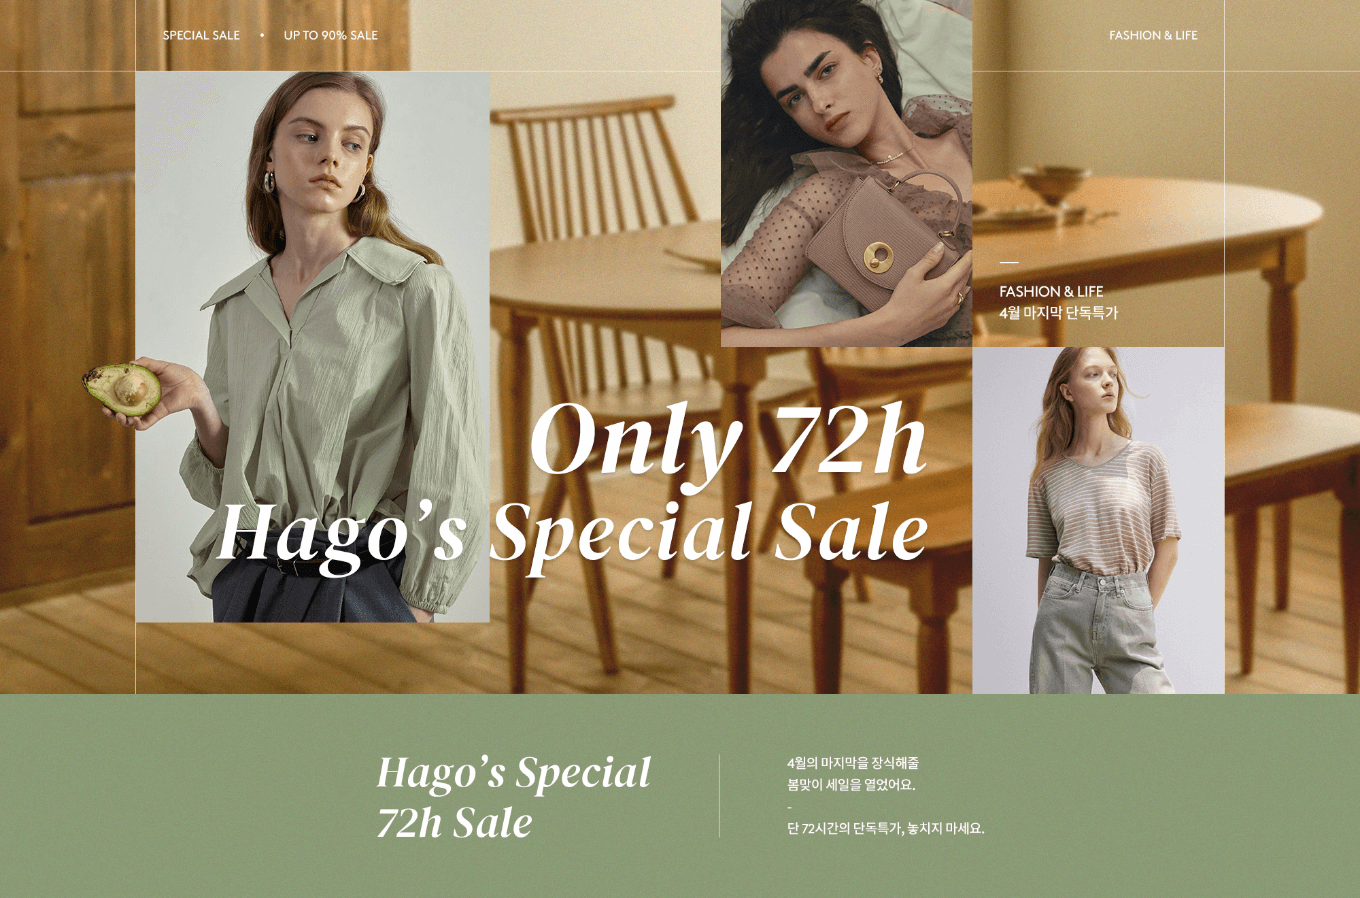 SPECIAL SALE • UP TO 90% SALE
FASHION & LIFE
FASHION & LIFE
4월 마지막 단독특가
Only 72h
Hago’s Special Sale
Hago’s Special
72h Sale
4월의 마지막을 장식해줄
봄맞이 세일을 열었어요.
-
단 72시간의 단독특가, 놓치지 마세요.